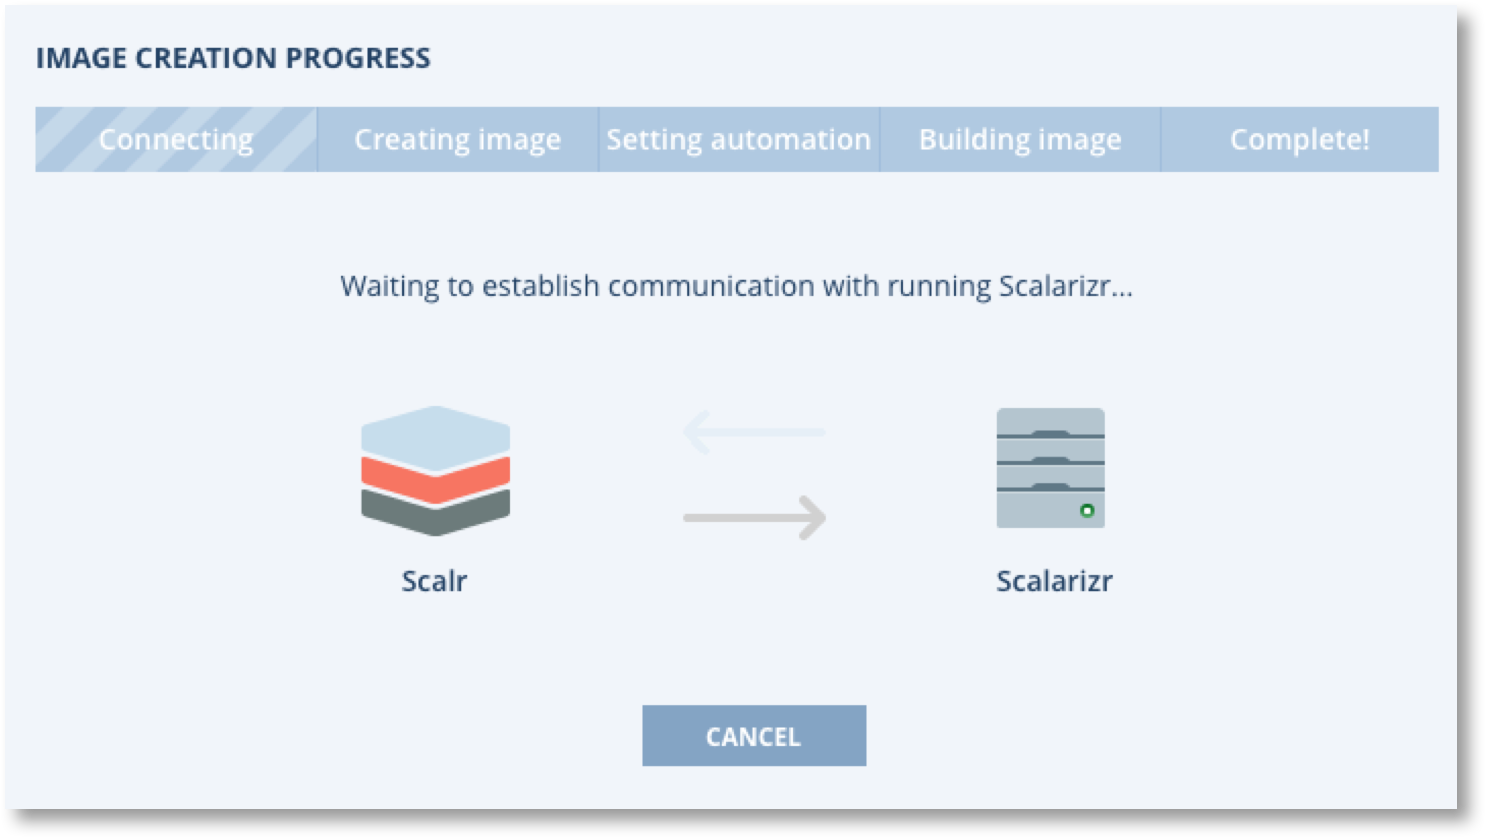 IMAGE CREATION PROGRESS
Connecting
Creating image
Setting automation
Building image
Complete!
Waiting to establish communication with running Scalarizr...
Scalr
Scalarizr
CANCEL